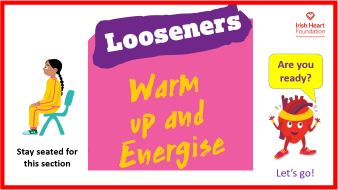 Looseners
Irish Heart
Foundation
Are you
ready?
Warm
up and
Energise
Stay seated for
this section
Let's go!